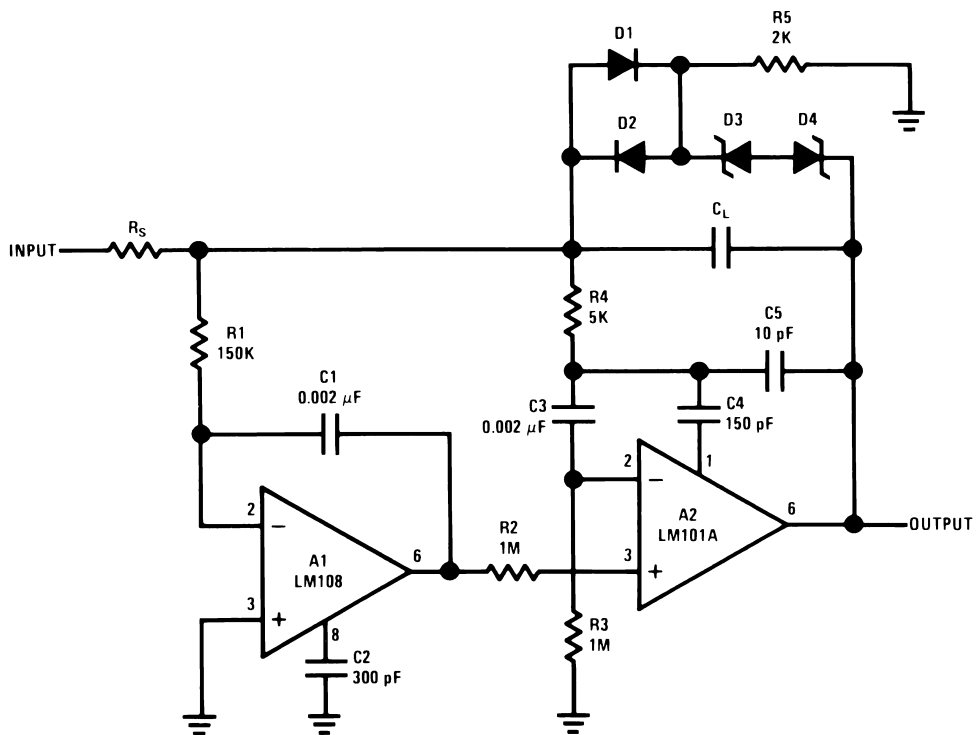 D1
R5
2K
D2
D3
D4
INPUT
RS
CL
R4
5K
C5
10 pF
R1
150K
C1
0.002 μF
C3
0.002 μF
C4
150 pF
2
1
2
−
A2
LM101A
6
OUTPUT
−
A1
LM108
6
R2
1M
3
+
3
+
8
C2
300 pF
R3
1M